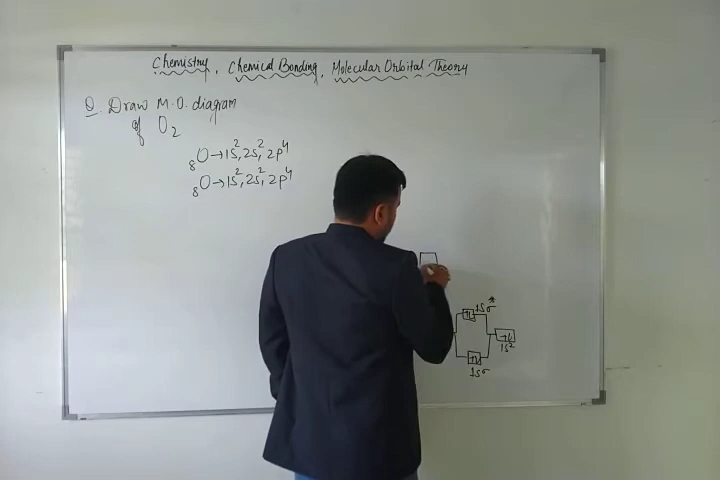 Chemistry, Chemical Bonding, Molecular Orbital Theory
Q. Draw M.O. diagram
of O₂
₈O→1s², 2s², 2p⁴
₈O→1s², 2s², 2p⁴
1sσ*
1s²
1sσ